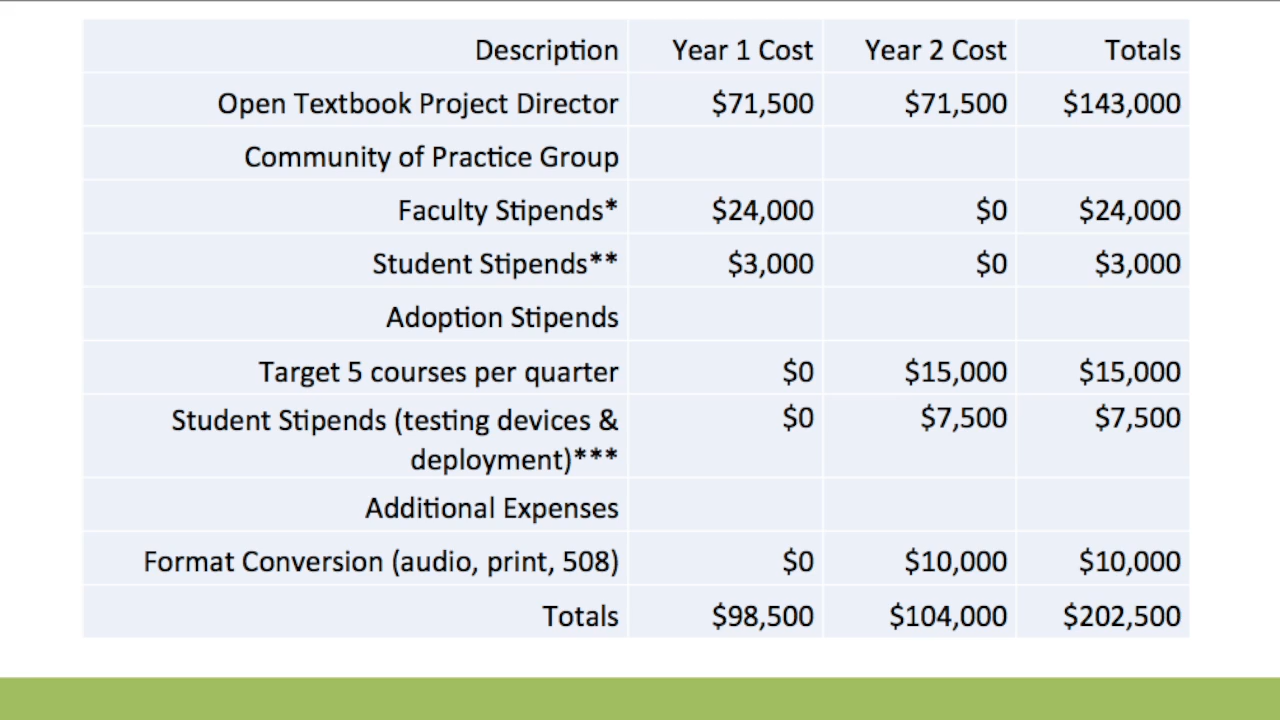 Description Year 1 Cost Year 2 Cost Totals
Open Textbook Project Director $71,500 $71,500 $143,000
Community of Practice Group
Faculty Stipends* $24,000 $0 $24,000
Student Stipends** $3,000 $0 $3,000
Adoption Stipends
Target 5 courses per quarter $0 $15,000 $15,000
Student Stipends (testing devices & $0 $7,500 $7,500
deployment)***
Additional Expenses
Format Conversion (audio, print, 508) $0 $10,000 $10,000
Totals $98,500 $104,000 $202,500